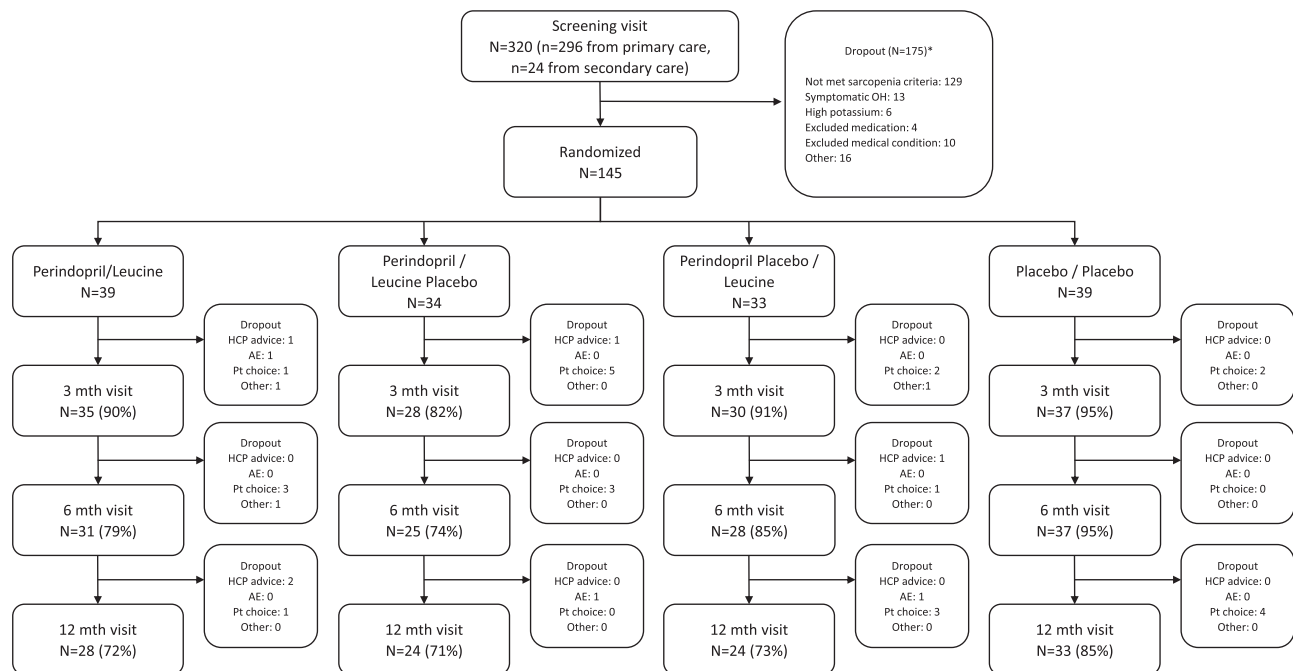 Screening visit
N=320 (n=296 from primary care,
n=24 from secondary care)
Dropout (N=175)*
Not met sarcopenia criteria: 129
Symptomatic OH: 13
High potassium: 6
Excluded medication: 4
Excluded medical condition: 10
Other: 16
Randomized
N=145
Perindopril/Leucine
N=39
Perindopril /
Leucine Placebo
N=34
Perindopril Placebo /
Leucine
N=33
Placebo / Placebo
N=39
Dropout
HCP advice: 1
AE: 1
Pt choice: 1
Other: 1
Dropout
HCP advice: 1
AE: 0
Pt choice: 5
Other: 0
Dropout
HCP advice: 0
AE: 0
Pt choice: 2
Other:1
Dropout
HCP advice: 0
AE: 0
Pt choice: 2
Other: 0
3 mth visit
N=35 (90%)
3 mth visit
N=28 (82%)
3 mth visit
N=30 (91%)
3 mth visit
N=37 (95%)
Dropout
HCP advice: 0
AE: 0
Pt choice: 3
Other: 1
Dropout
HCP advice: 0
AE: 0
Pt choice: 3
Other: 0
Dropout
HCP advice: 1
AE: 0
Pt choice: 1
Other: 0
Dropout
HCP advice: 0
AE: 0
Pt choice: 0
Other: 0
6 mth visit
N=31 (79%)
6 mth visit
N=25 (74%)
6 mth visit
N=28 (85%)
6 mth visit
N=37 (95%)
Dropout
HCP advice: 2
AE: 0
Pt choice: 1
Other: 0
Dropout
HCP advice: 0
AE: 1
Pt choice: 0
Other: 0
Dropout
HCP advice: 0
AE: 1
Pt choice: 3
Other: 0
Dropout
HCP advice: 0
AE: 0
Pt choice: 4
Other: 0
12 mth visit
N=28 (72%)
12 mth visit
N=24 (71%)
12 mth visit
N=24 (73%)
12 mth visit
N=33 (85%)